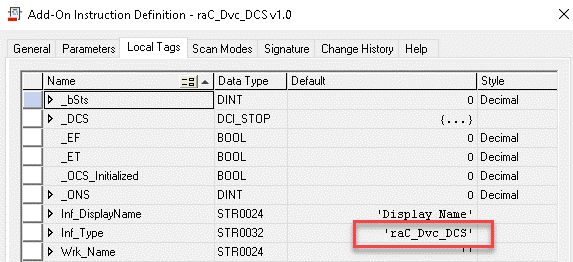 Add-On Instruction Definition - raC_Dvc_DCS v1.0
General Parameters Local Tags Scan Modes Signature Change History Help
Name Data Type Default Style
_bSts DINT 0 Decimal
_DCS DCI_STOP {...}
_EF BOOL 0 Decimal
_ET BOOL 0 Decimal
_OCS_Initialized BOOL 0 Decimal
_ONS DINT 0 Decimal
Inf_DisplayName STR0024 'Display Name'
Inf_Type STR0032 'raC_Dvc_DCS'
Wrk_Name STR0024 ''